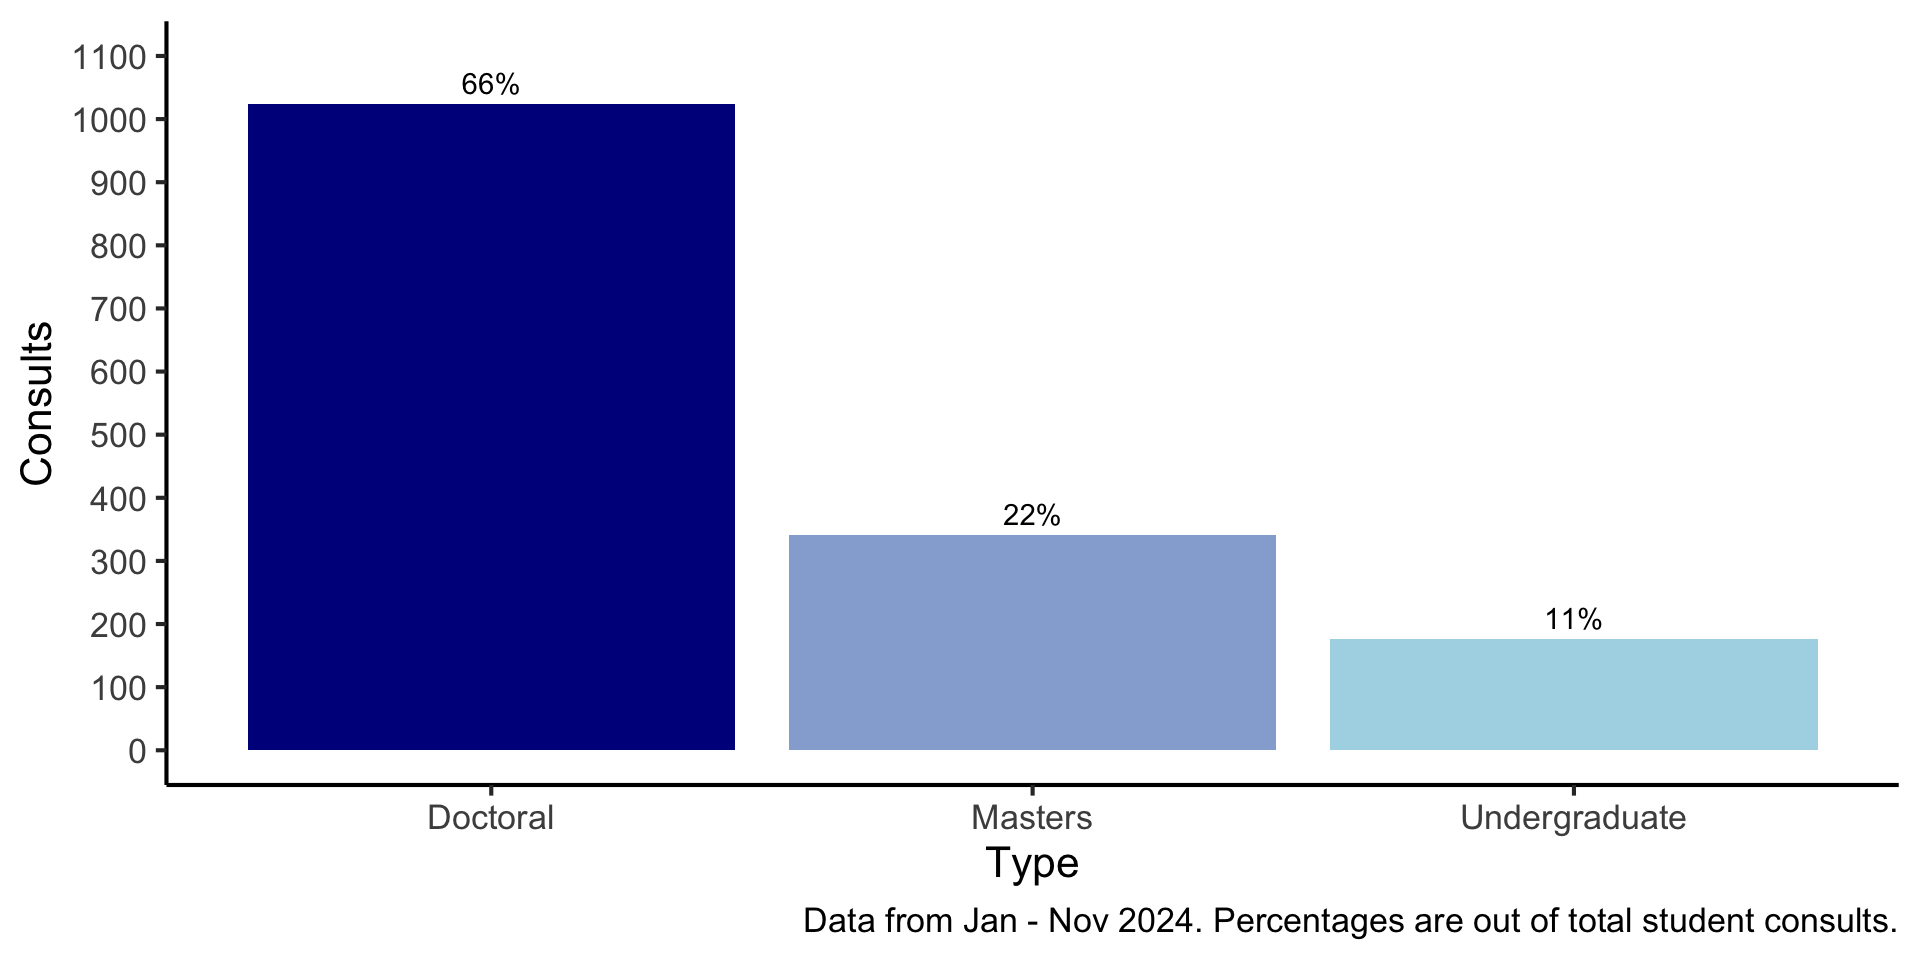 1100
66%
1000
900
800
700
600
500
400
22%
300
200
11%
100
0
Consults
Doctoral
Masters
Undergraduate
Type
Data from Jan - Nov 2024. Percentages are out of total student consults.